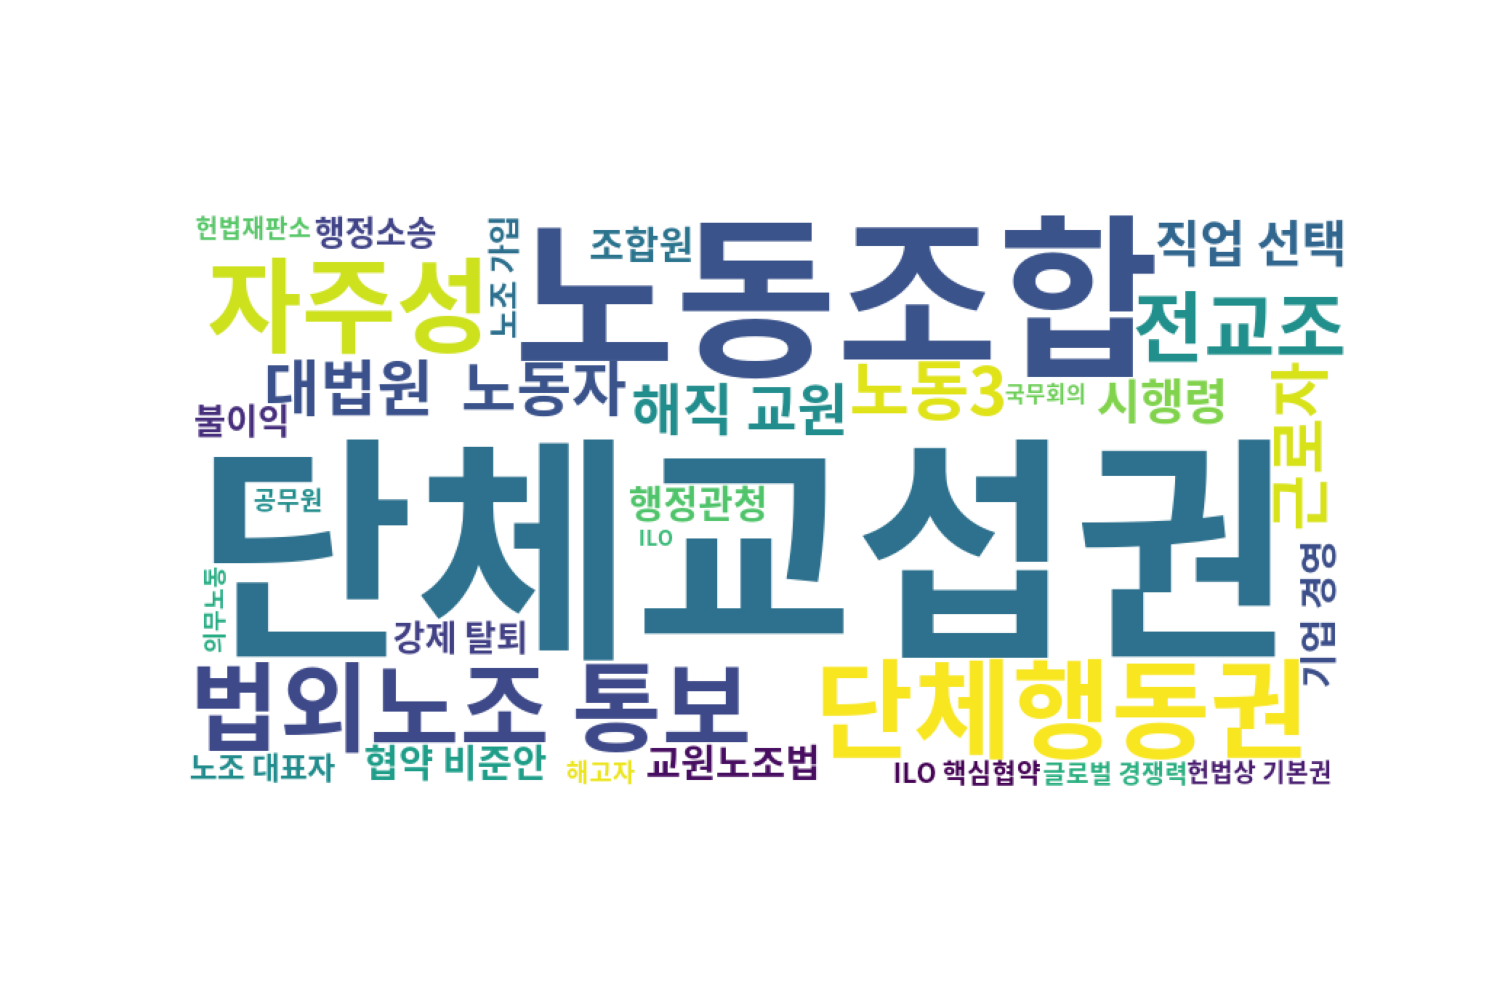 헌법재판소
행정소송
노조 가입
조합원
노동조합
직업 선택
자주성
전교조
대법원
노동자
해직 교원
노동3
국무회의
시행령
근로자
불이익
단체교섭권
공무원
행정관청
ILO
기업 경영
의무노동
강제 탈퇴
법외노조 통보
단체행동권
노조 대표자
협약 비준안
해고자
교원노조법
ILO 핵심협약
글로벌 경쟁력
헌법상 기본권